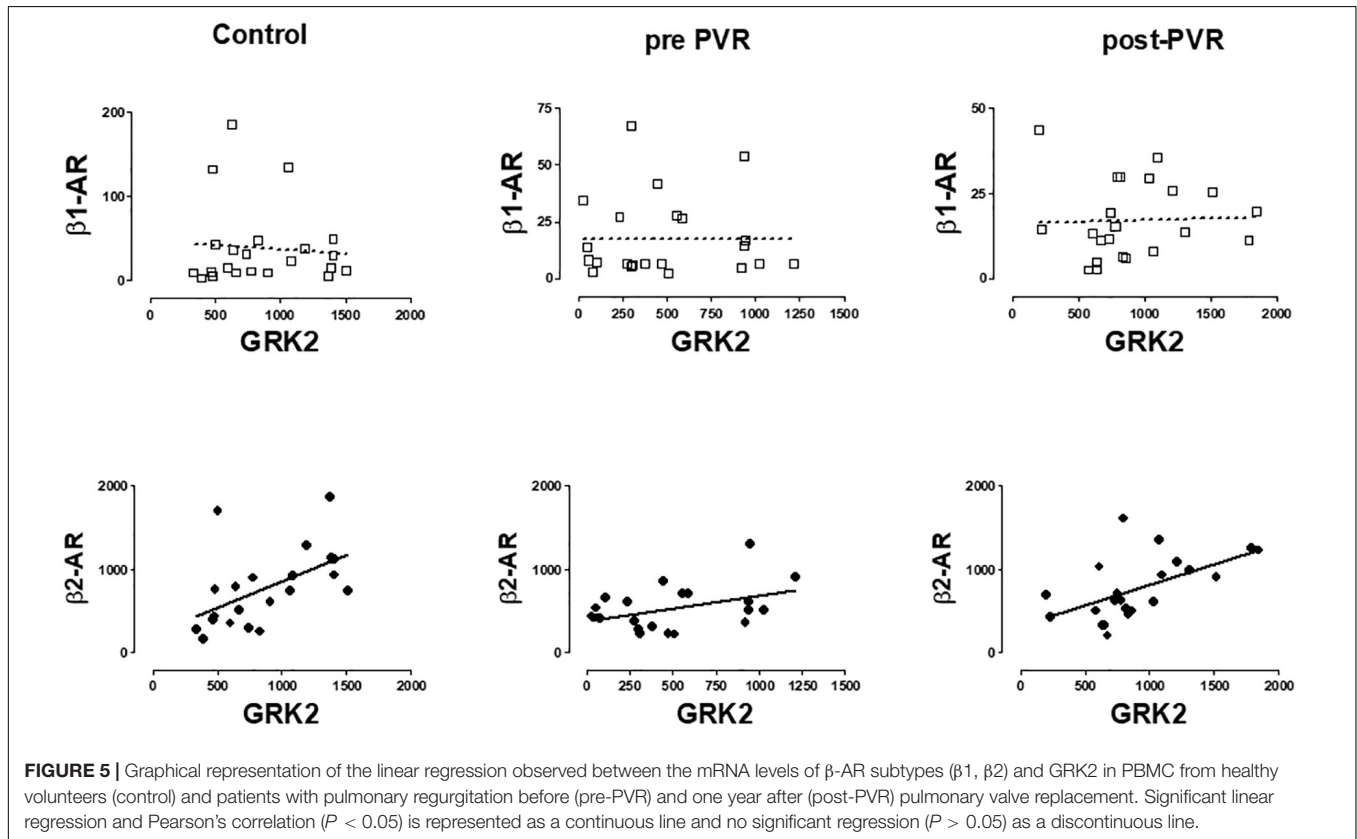 Control
pre PVR
post-PVR
200
100
0
β1-AR
0 500 1000 1500 2000
GRK2
75
50
25
0
β1-AR
0 250 500 750 1000 1250
GRK2
50
25
0
β1-AR
500 1000 1500 2000
GRK2
2000
1000
0
β2-AR
0 500 1000 1500 2000
GRK2
2000
1000
0
β2-AR
0 250 500 750 1000 1250 1500
GRK2
2000
1000
0
β2-AR
0 500 1000 1500 2000
GRK2
FIGURE 5 | Graphical representation of the linear regression observed between the mRNA levels of β-AR subtypes (β1, β2) and GRK2 in PBMC from healthy
volunteers (control) and patients with pulmonary regurgitation before (pre-PVR) and one year after (post-PVR) pulmonary valve replacement. Significant linear
regression and Pearson's correlation (P < 0.05) is represented as a continuous line and no significant regression (P > 0.05) as a discontinuous line.